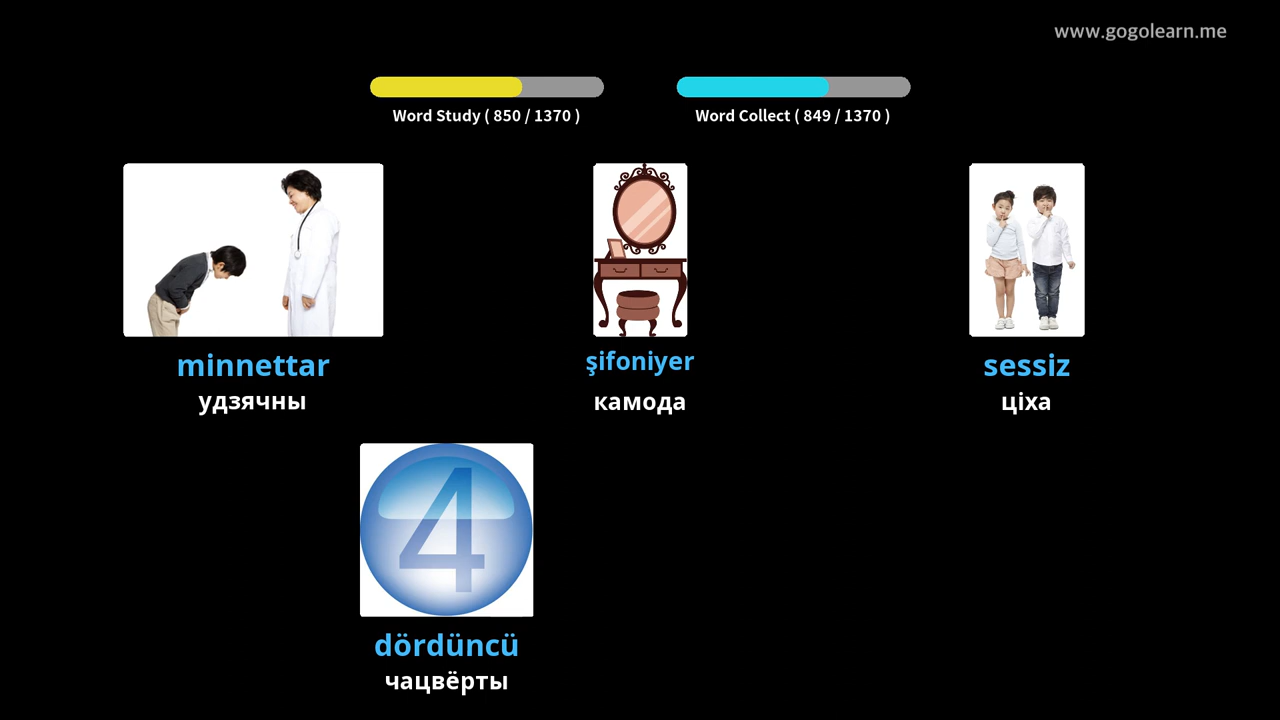 www.gogolearn.me
Word Study ( 850 / 1370 )
Word Collect ( 849 / 1370 )
minnettar
удзячны
şifoniyer
камода
sessiz
ціха
4
dördüncü
чацвёрты